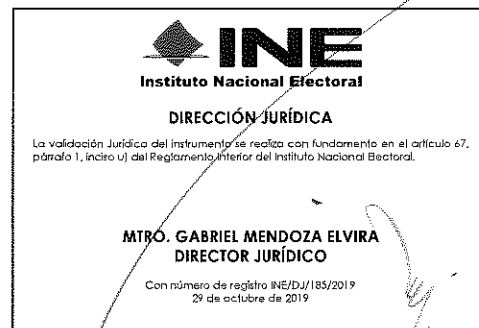 INE
Instituto Nacional Electoral
DIRECCIÓN JURÍDICA
La validación Jurídica del instrumento se realiza con fundamento en el artículo 67,
párrafo 1, inciso u) del Reglamento Interior del Instituto Nacional Electoral.
MTRO. GABRIEL MENDOZA ELVIRA
DIRECTOR JURÍDICO
Con número de registro INE/DJ/185/2019
29 de octubre de 2019